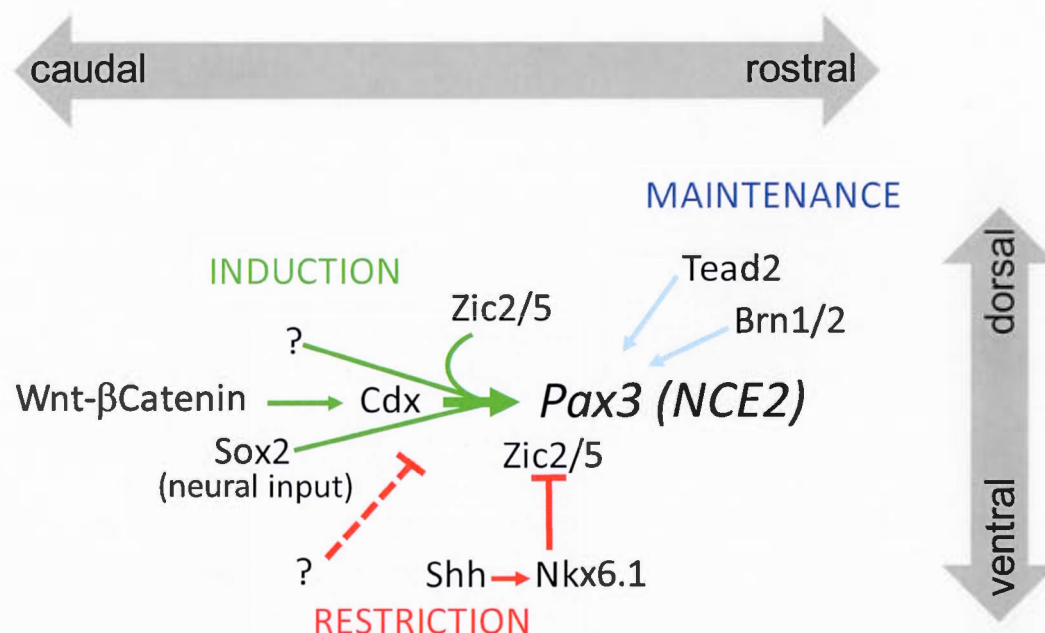 caudal
rostral
MAINTENANCE
dorsal
INDUCTION
Tead2
Zic2/5
Brn1/2
?
Wnt-βCatenin
Cdx
Pax3 (NCE2)
Sox2
(neural input)
Zic2/5
ventral
?
Shh
Nkx6.1
RESTRICTION